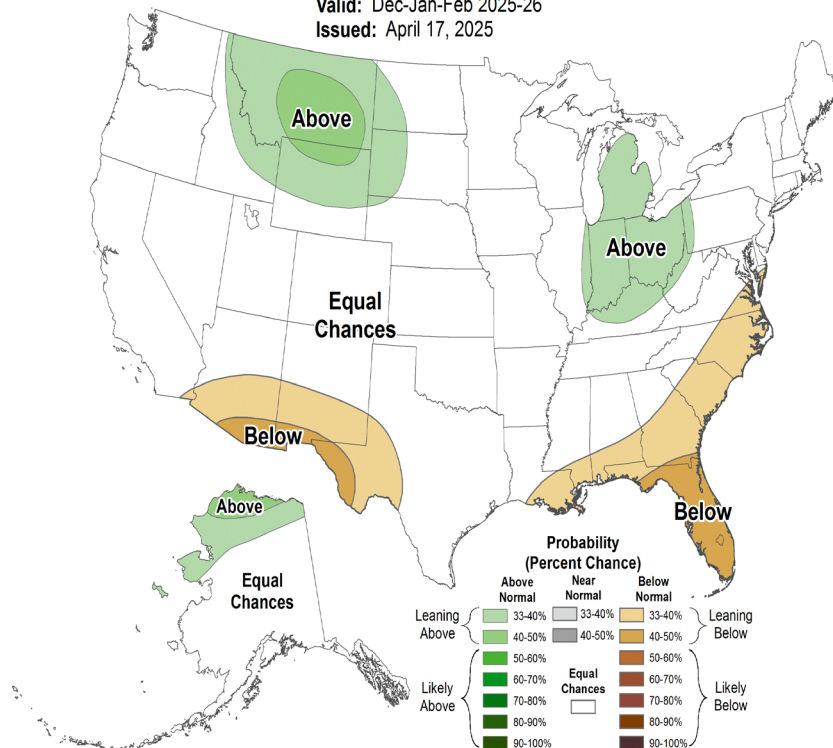 Valid: Dec-Jan-Feb 2025-26
Issued: April 17, 2025
Above
Above
Equal
Chances
Below
Above
Below
Equal
Chances
Probability
(Percent Chance)
Above
Normal
Near
Normal
Below
Normal
Leaning
Above
33-40%
33-40%
33-40%
Leaning
Below
40-50%
40-50%
40-50%
Likely
Above
50-60%
50-60%
Likely
Below
60-70%
Equal
Chances
60-70%
70-80%
70-80%
80-90%
80-90%
90-100%
90-100%